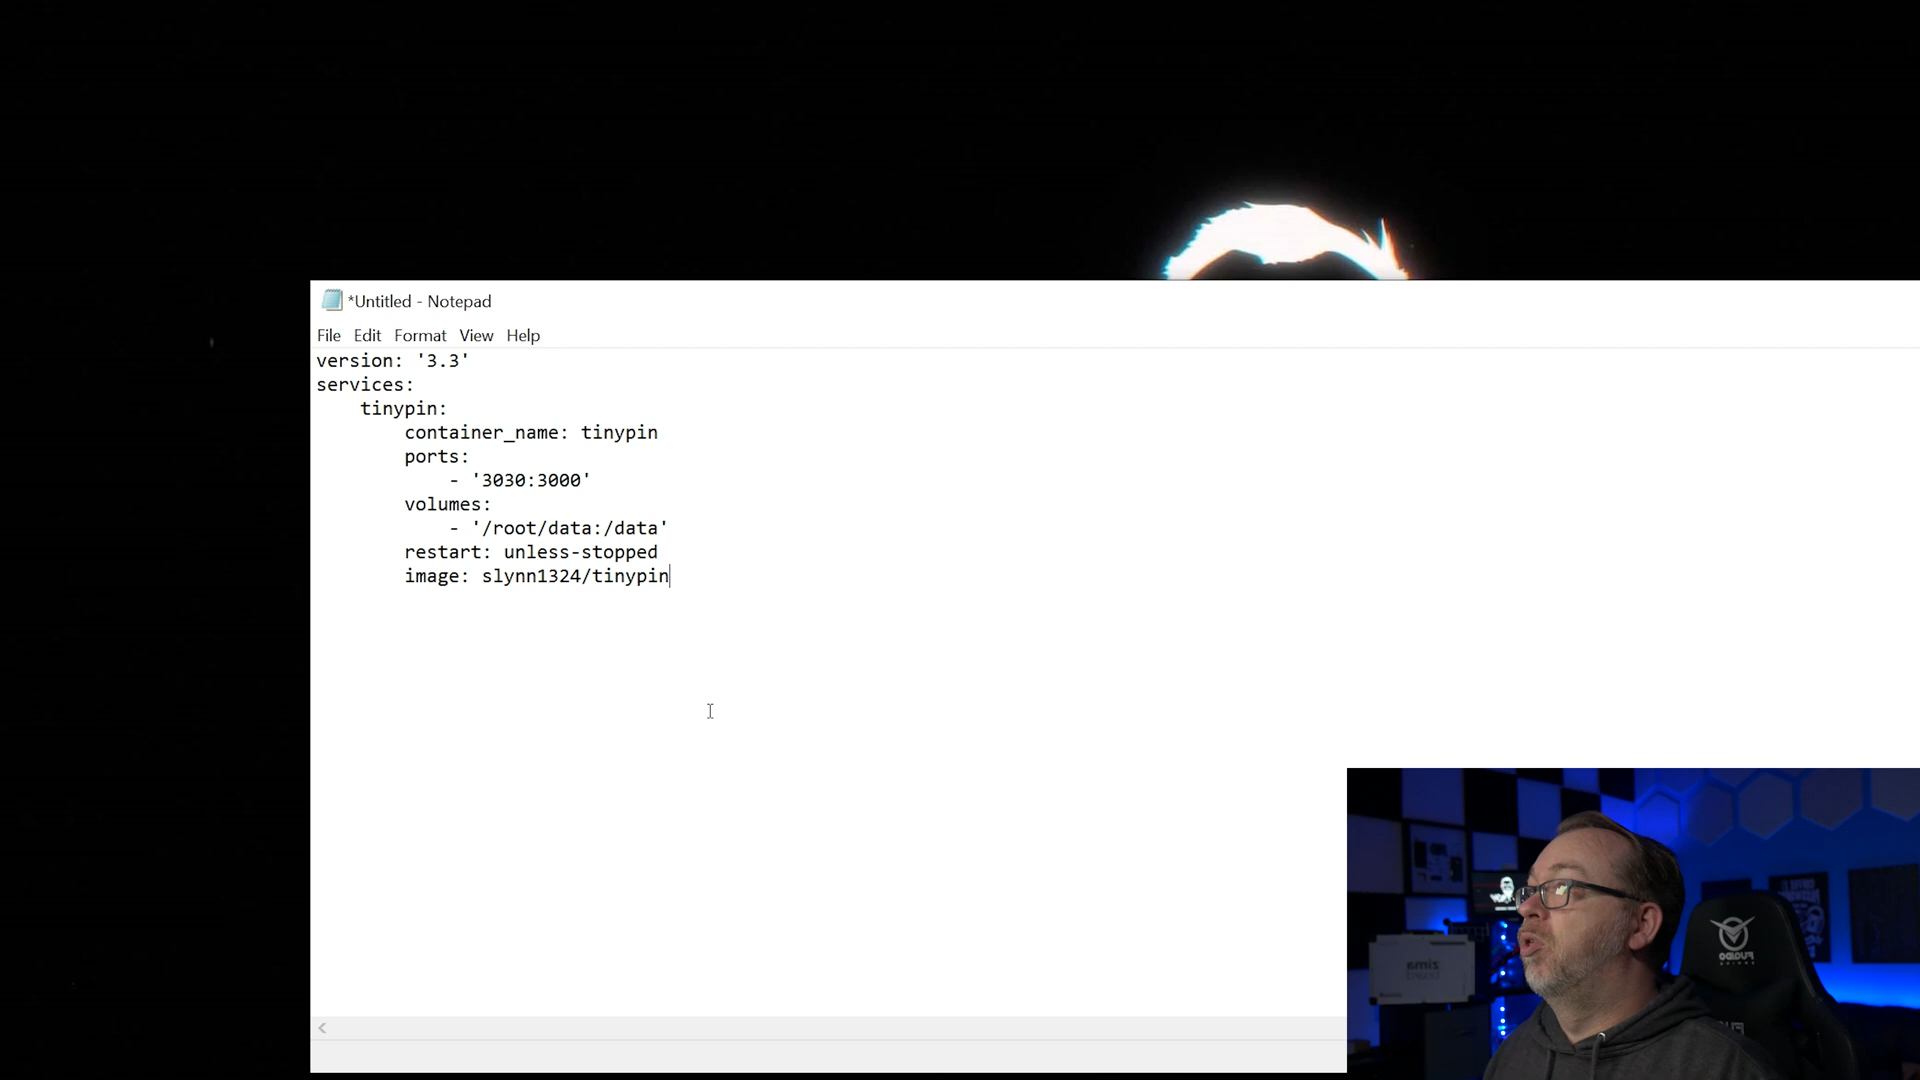 *Untitled - Notepad
File Edit Format View Help
version: '3.3'
services:
    tinypin:
        container_name: tinypin
        ports:
            - '3030:3000'
        volumes:
            - '/root/data:/data'
        restart: unless-stopped
        image: slynn1324/tinypin
zima